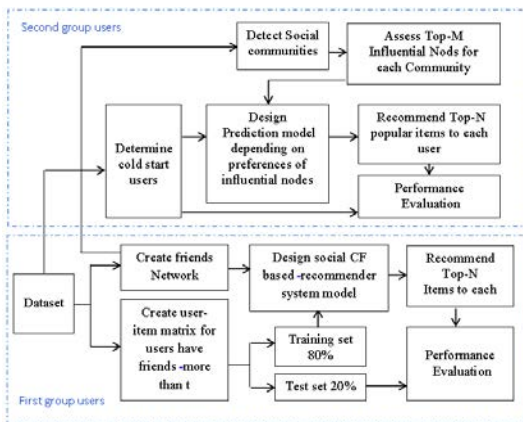 Second group users
Detect Social
communities
Assess Top-M
Influential Nods for
each Community
Determine
cold start
users
Design
Prediction model
depending on
preferences of
influential nodes
Recommend Top-N
popular items to each
user
Performance
Evaluation
Dataset
Create friends
Network
Design social CF
based -recommender
system model
Recommend
Top-N
Items to each
Create user-
item matrix for
users have
friends -more
than t
Training set
80%
Test set 20%
Performance
Evaluation
First group users